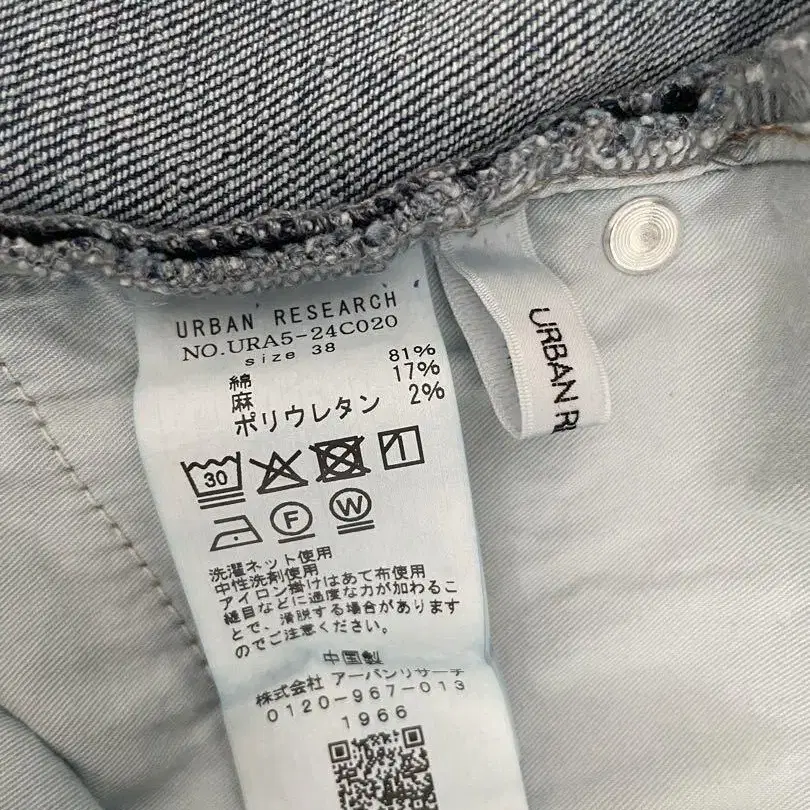 URBAN RESEARCH
NO.URA5-24C020
size 38
綿 81%
麻 17%
ポリウレタン 2%
30
F
W
洗濯ネット使用
中性洗剤使用
アイロン掛けはあて布使用
縫目などに過度な力が加わるこ
とで、滑脱する場合があります
のでご注意ください。
中国製
株式会社 アーバンリサーチ
0120-967-013
1966
URBAN RE